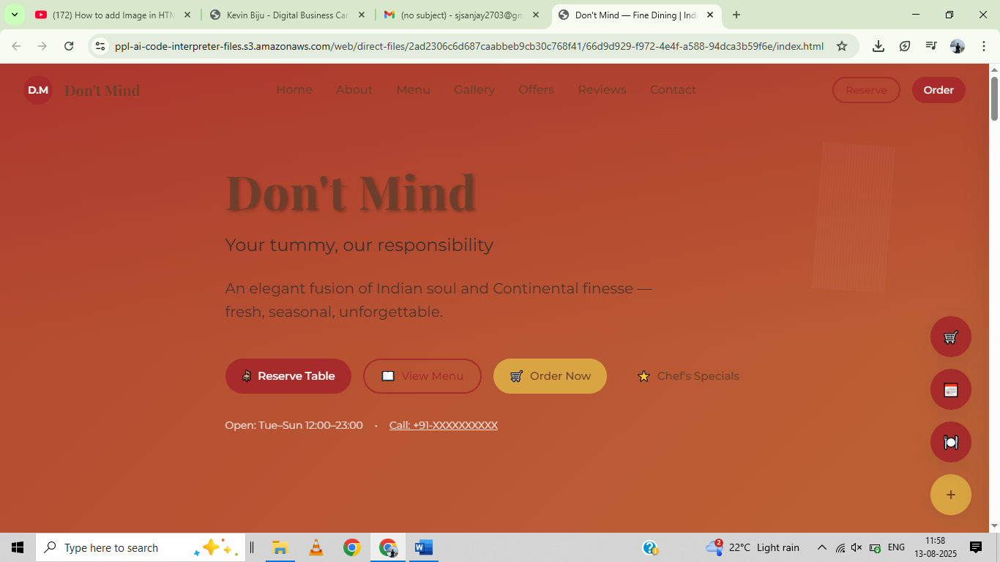 (172) How to add Image in HTM
Kevin Biju - Digital Business Car
(no subject) - sjsanjay2703@gm
Don't Mind — Fine Dining | Indi
ppl-ai-code-interpreter-files.s3.amazonaws.com/web/direct-files/2ad2306c6d687caabbeb9cb30c768f41/66d9d929-f972-4e4f-a588-94dca3b59f6e/index.html
D.M Don't Mind Home About Menu Gallery Offers Reviews Contact Reserve Order
Don't Mind
Your tummy, our responsibility
An elegant fusion of Indian soul and Continental finesse —
fresh, seasonal, unforgettable.
Reserve Table View Menu Order Now Chef's Specials
Open: Tue–Sun 12:00–23:00 • Call: +91-XXXXXXXXXX
+
Type here to search
2
22°C Light rain
ENG
11:58
13-08-2025